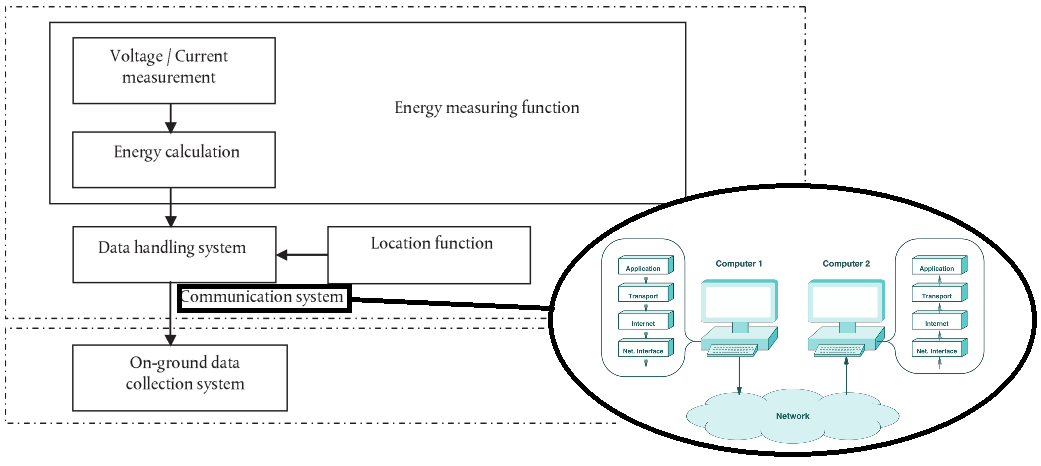 Voltage / Current
measurement
Energy measuring function
Energy calculation
Data handling system
Location function
Communication system
On-ground data
collection system
Computer 1
Computer 2
Application
Transport
Internet
Net. Interface
Application
Transport
Internet
Net. Interface
Network